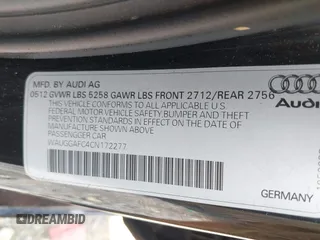 MFD. BY AUDI AG
0512 GVWR LBS 5258 GAWR LBS FRONT 2712/REAR 2756
THIS VEHICLE CONFORMS TO ALL APPLICABLE U.S.
FEDERAL MOTOR VEHICLE SAFETY, BUMPER AND THEFT
PREVENTION STANDARDS IN EFFECT ON THE DATE OF
MANUFACTURE SHOWN ABOVE.
PASSENGER CAR
WAUGGAFC4CN172277
Audi
GERMANY
DREAMBID